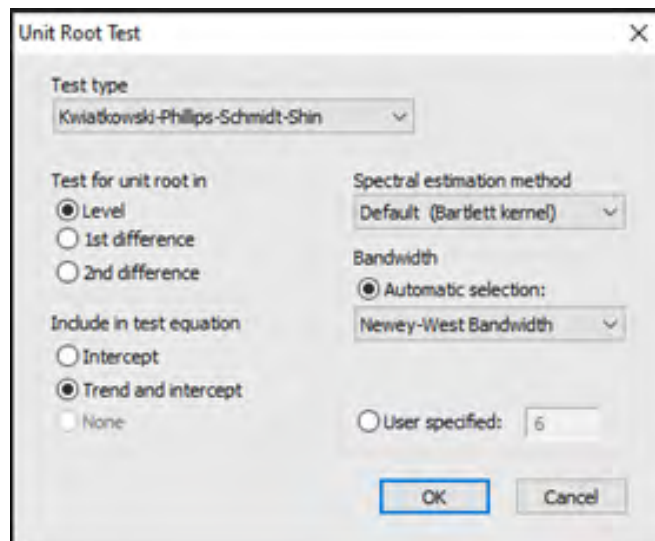 Unit Root Test
Test type
Kwiatkowski-Phillips-Schmidt-Shin
Test for unit root in
Level
1st difference
2nd difference
Include in test equation
Intercept
Trend and intercept
None
Spectral estimation method
Default (Bartlett kernel)
Bandwidth
Automatic selection:
Newey-West Bandwidth
User specified: 6
OK
Cancel